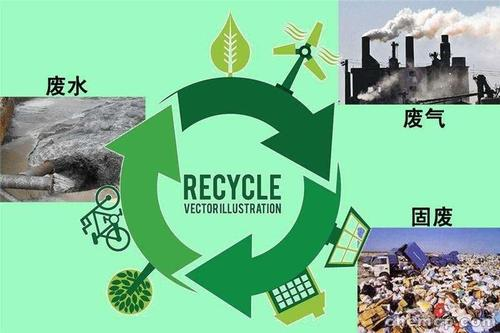 废水
废气
RECYCLE
VECTOR ILLUSTRATION
固废